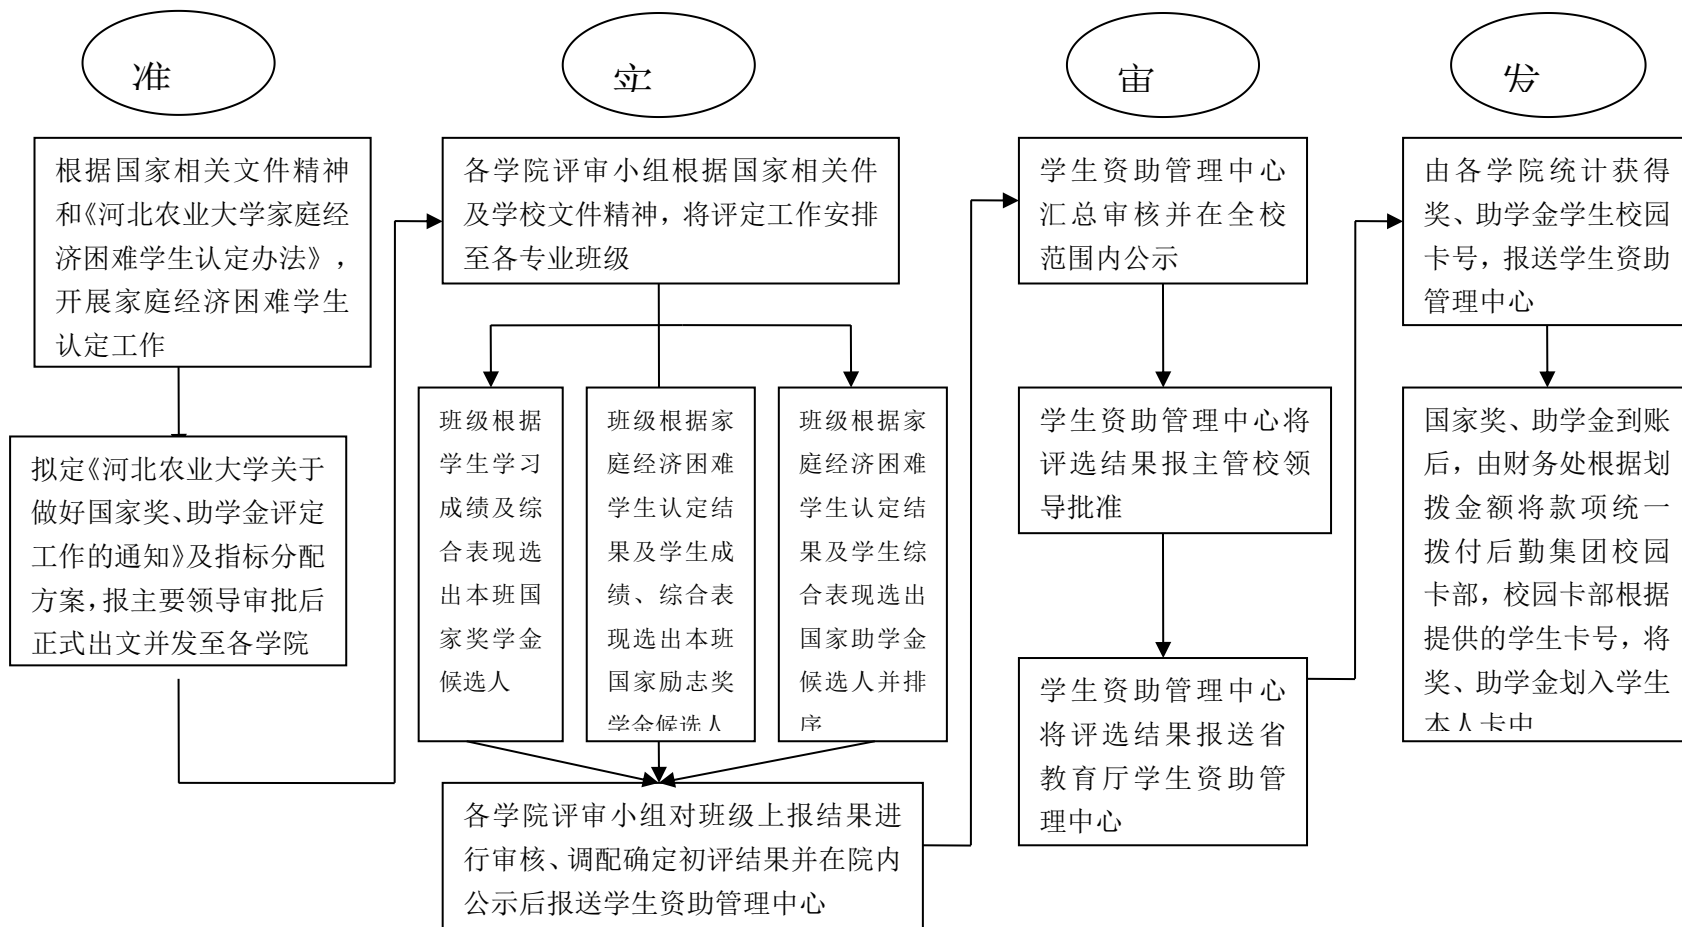 准
实
审
发
根据国家相关文件精神
和《河北农业大学家庭经
济困难学生认定办法》，
开展家庭经济困难学生
认定工作
拟定《河北农业大学关于
做好国家奖、助学金评定
工作的通知》及指标分配
方案，报主要领导审批后
正式出文并发至各学院
各学院评审小组根据国家相关件
及学校文件精神，将评定工作安排
至各专业班级
班级根据
学生学习
成绩及综
合表现选
出本班国
家奖学金
候选人
班级根据家
庭经济困难
学生认定结
果及学生成
绩、综合表
现选出本班
国家励志奖
学金候选人
班级根据家
庭经济困难
学生认定结
果及学生综
合表现选出
国家助学金
候选人并排
序
各学院评审小组对班级上报结果进
行审核、调配确定初评结果并在院内
公示后报送学生资助管理中心
学生资助管理中心
汇总审核并在全校
范围内公示
学生资助管理中心将
评选结果报主管校领
导批准
学生资助管理中心
将评选结果报送省
教育厅学生资助管
理中心
由各学院统计获得
奖、助学金学生校园
卡号，报送学生资助
管理中心
国家奖、助学金到账
后，由财务处根据划
拨金额将款项统一
拨付后勤集团校园
卡部，校园卡部根据
提供的学生卡号，将
奖、助学金划入学生
本人卡中